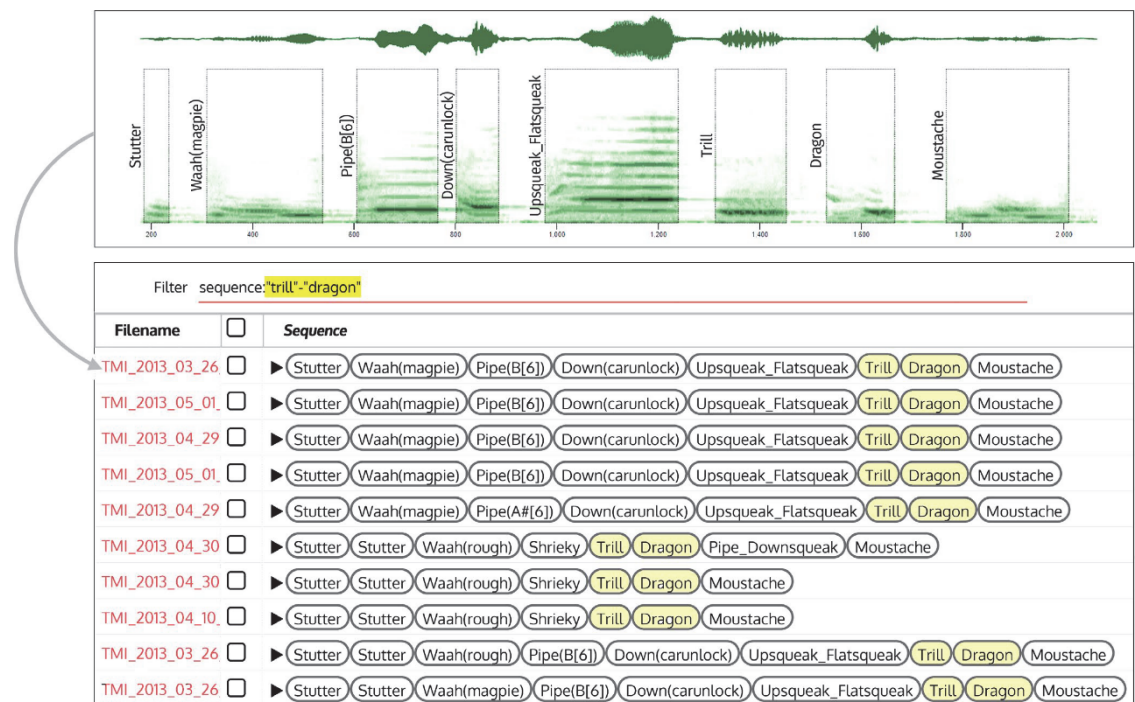 Stutter
Waah(magpie)
Pipe(B[6])
Down(carunlock)
Upsqueak_Flatsqueak
Trill
Dragon
Moustache
200 400 600 800 1.000 1.200 1.400 1.600 1.800 2.000
Filter sequence:"trill"-"dragon"
Filename Sequence
TMI_2013_03_26_ ▶ Stutter Waah(magpie) Pipe(B[6]) Down(carunlock) Upsqueak_Flatsqueak Trill Dragon Moustache
TMI_2013_05_01_ ▶ Stutter Waah(magpie) Pipe(B[6]) Down(carunlock) Upsqueak_Flatsqueak Trill Dragon Moustache
TMI_2013_04_29 ▶ Stutter Waah(magpie) Pipe(B[6]) Down(carunlock) Upsqueak_Flatsqueak Trill Dragon Moustache
TMI_2013_05_01_ ▶ Stutter Waah(magpie) Pipe(B[6]) Down(carunlock) Upsqueak_Flatsqueak Trill Dragon Moustache
TMI_2013_04_29 ▶ Stutter Waah(magpie) Pipe(A#[6]) Down(carunlock) Upsqueak_Flatsqueak Trill Dragon Moustache
TMI_2013_04_30 ▶ Stutter Stutter Waah(rough) Shrieky Trill Dragon Pipe_Downsqueak Moustache
TMI_2013_04_30 ▶ Stutter Stutter Waah(rough) Shrieky Trill Dragon Moustache
TMI_2013_04_10_ ▶ Stutter Stutter Waah(rough) Shrieky Trill Dragon Moustache
TMI_2013_03_26 ▶ Stutter Stutter Waah(rough) Pipe(B[6]) Down(carunlock) Upsqueak_Flatsqueak Trill Dragon Moustache
TMI_2013_03_26 ▶ Stutter Stutter Waah(magpie) Pipe(B[6]) Down(carunlock) Upsqueak_Flatsqueak Trill Dragon Moustache